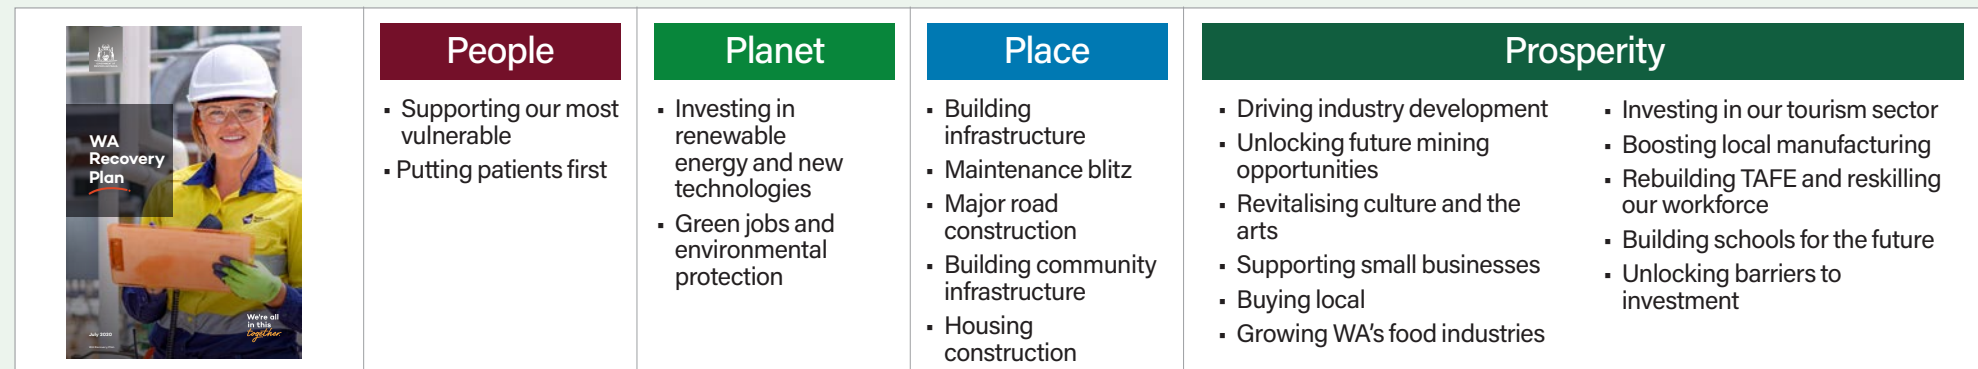 WA
Recovery
Plan
We're all
in this
together.
July 2020
People
▪ Supporting our most
vulnerable
▪ Putting patients first
Planet
▪ Investing in
renewable
energy and new
technologies
▪ Green jobs and
environmental
protection
Place
▪ Building
infrastructure
▪ Maintenance blitz
▪ Major road
construction
▪ Building community
infrastructure
▪ Housing
construction
Prosperity
▪ Driving industry development
▪ Unlocking future mining
opportunities
▪ Revitalising culture and the
arts
▪ Supporting small businesses
▪ Buying local
▪ Growing WA's food industries
▪ Investing in our tourism sector
▪ Boosting local manufacturing
▪ Rebuilding TAFE and reskilling
our workforce
▪ Building schools for the future
▪ Unlocking barriers to
investment